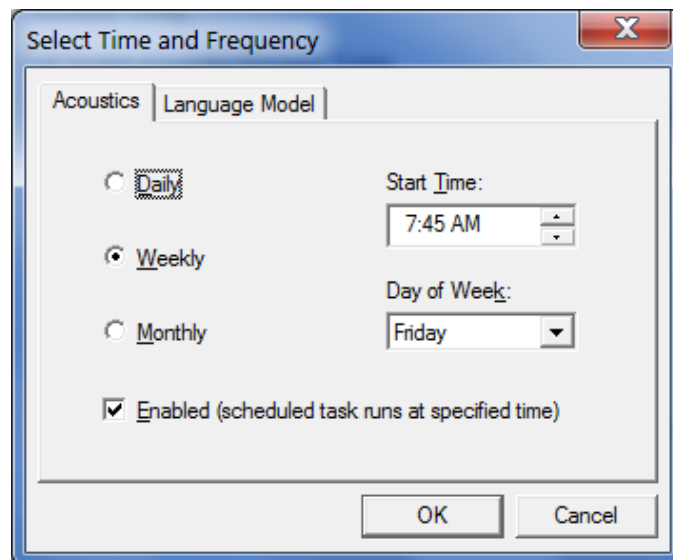 Select Time and Frequency
Acoustics
Language Model
Daily
Start Time:
7:45 AM
Weekly
Day of Week:
Monthly
Friday
Enabled (scheduled task runs at specified time)
OK
Cancel